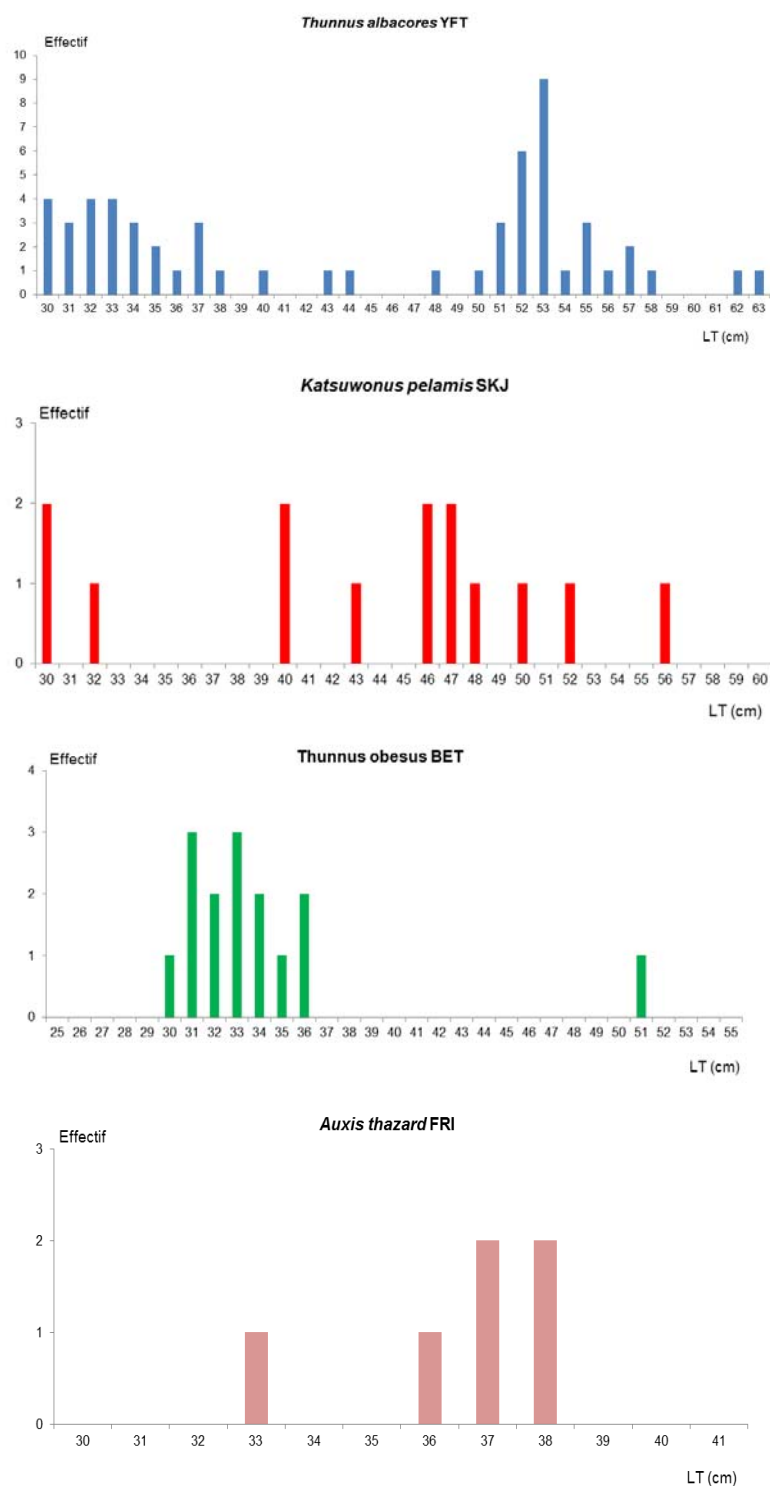 Thunnus albacores YFT
Effectif
10
9
8
7
6
5
4
3
2
1
0
30 31 32 33 34 35 36 37 38 39 40 41 42 43 44 45 46 47 48 49 50 51 52 53 54 55 56 57 58 59 60 61 62 63
LT (cm)
Katsuwonus pelamis SKJ
Effectif
3
2
1
0
30 31 32 33 34 35 36 37 38 39 40 41 42 43 44 45 46 47 48 49 50 51 52 53 54 55 56 57 58 59 60
LT (cm)
Thunnus obesus BET
Effectif
4
3
2
1
0
25 26 27 28 29 30 31 32 33 34 35 36 37 38 39 40 41 42 43 44 45 46 47 48 49 50 51 52 53 54 55
LT (cm)
Auxis thazard FRI
Effectif
3
2
1
0
30 31 32 33 34 35 36 37 38 39 40 41
LT (cm)